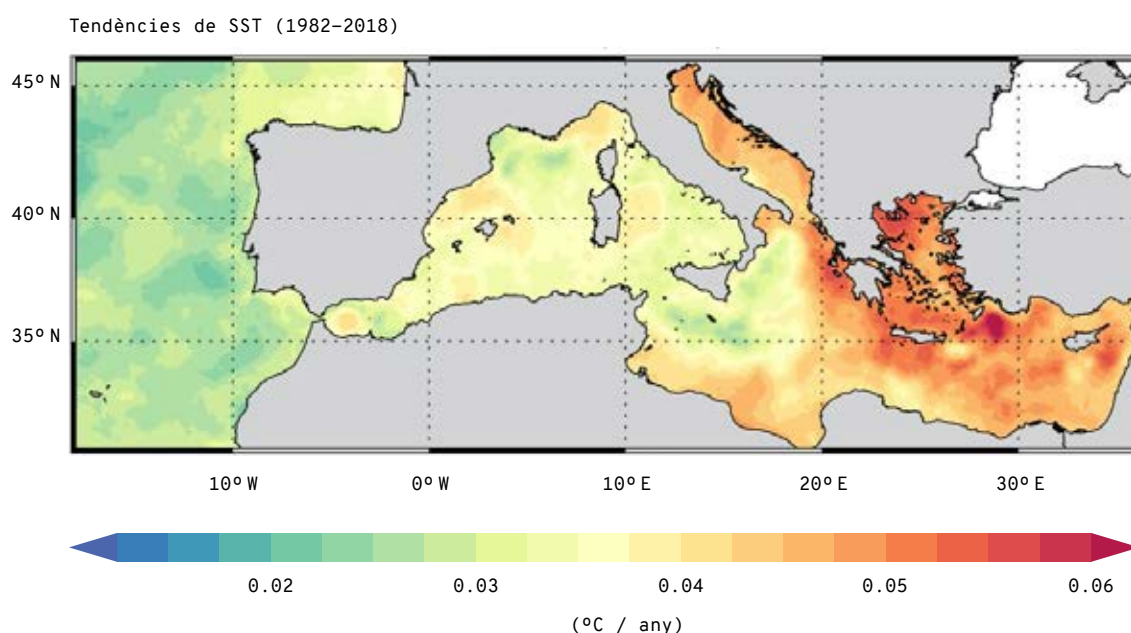 Tendències de SST (1982–2018)
45º N
40º N
35º N
10º W
0º W
10º E
20º E
30º E
0.02
0.03
0.04
0.05
0.06
(ºC / any)